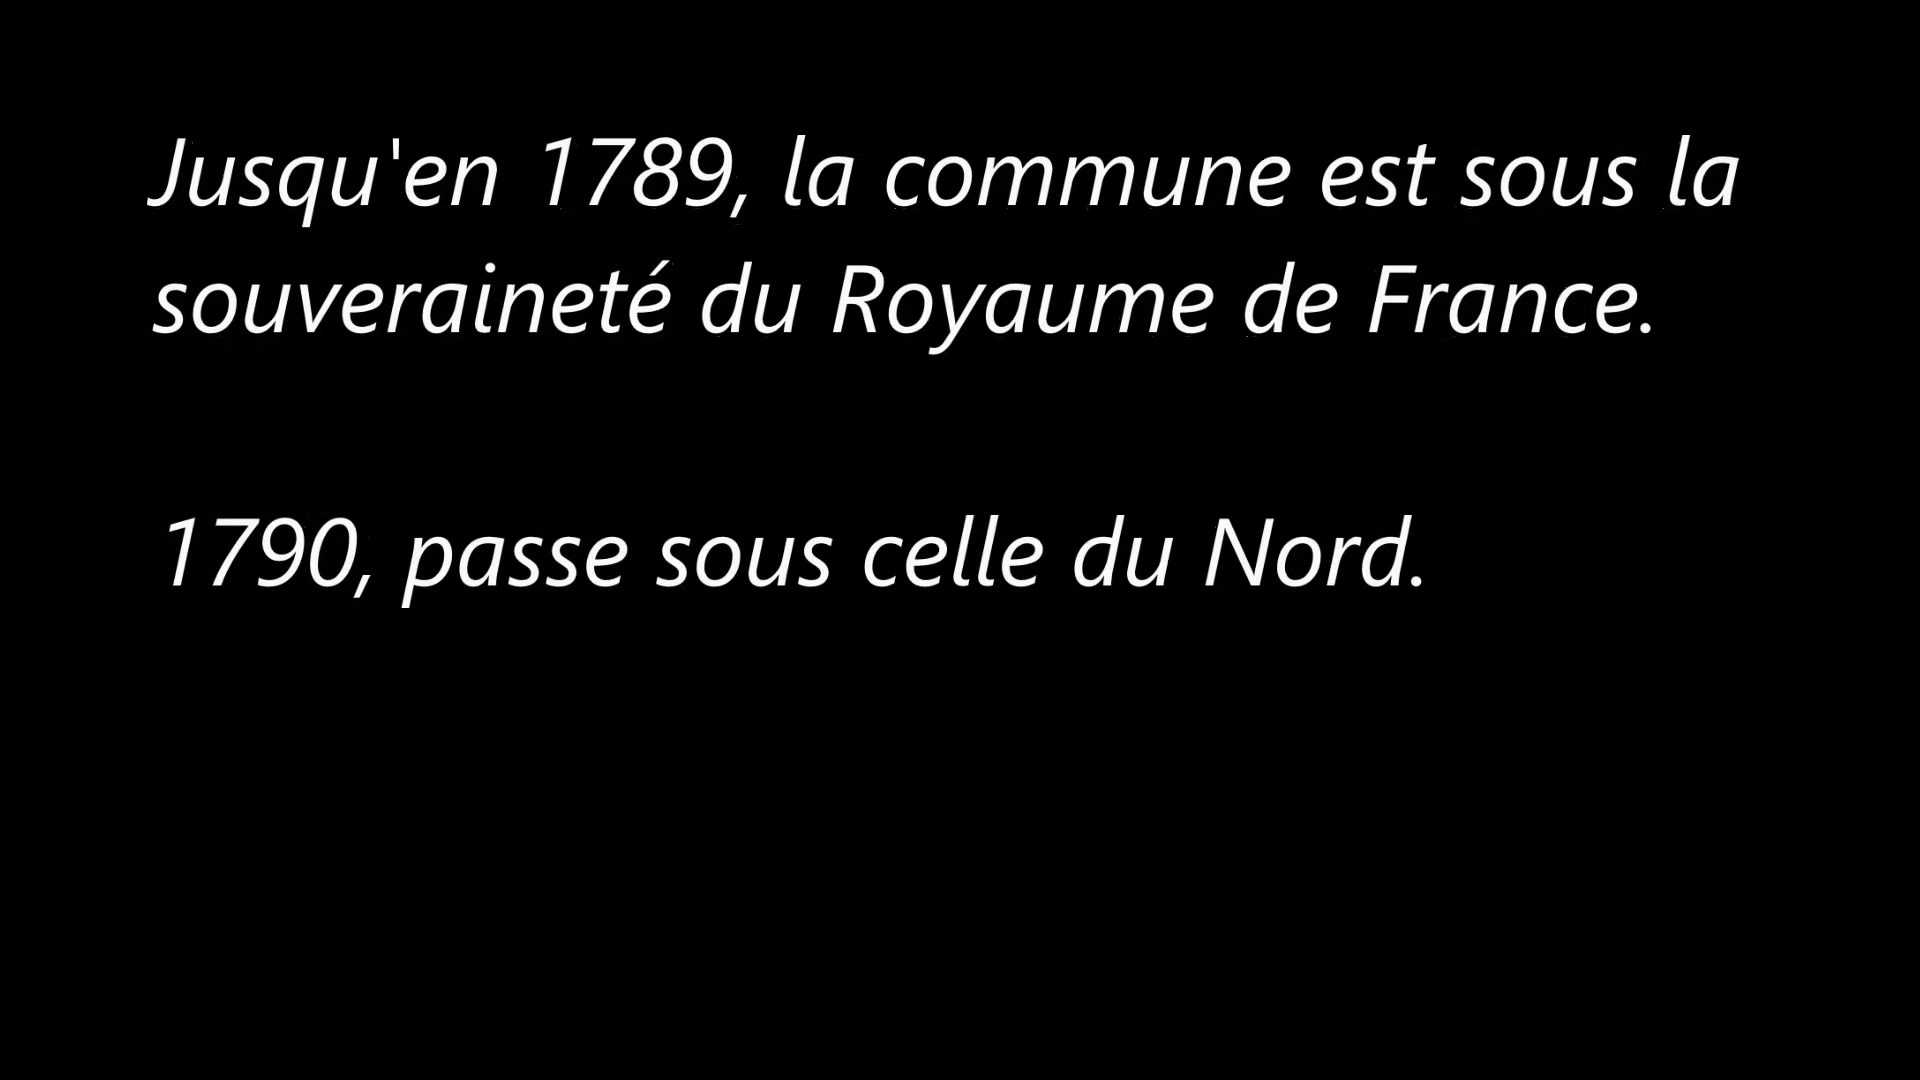 Jusqu'en 1789, la commune est sous la
souveraineté du Royaume de France.
1790, passe sous celle du Nord.